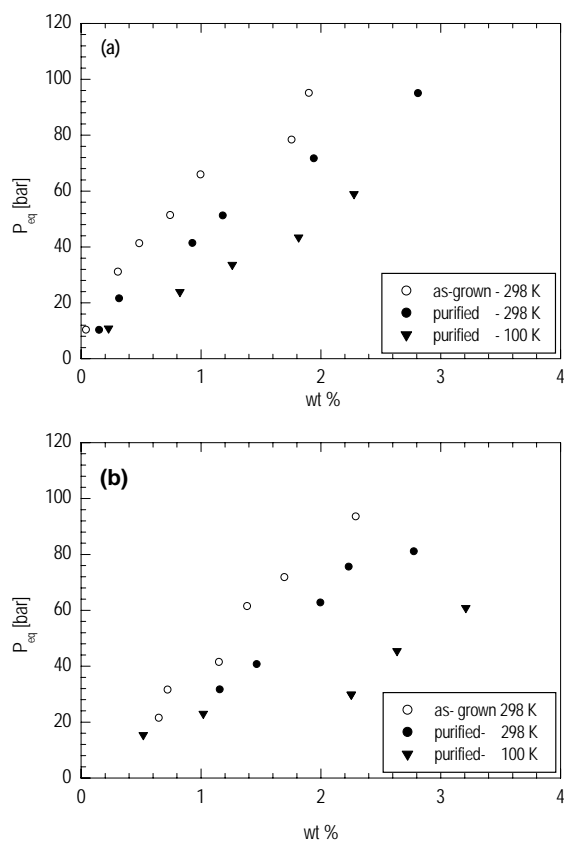 (a)
120
100
80
60
40
20
0
P_eq [bar]
0 1 2 3 4
wt %
as-grown - 298 K
purified - 298 K
purified - 100 K
(b)
120
100
80
60
40
20
0
P_eq [bar]
0 1 2 3 4
wt %
as- grown 298 K
purified- 298 K
purified- 100 K